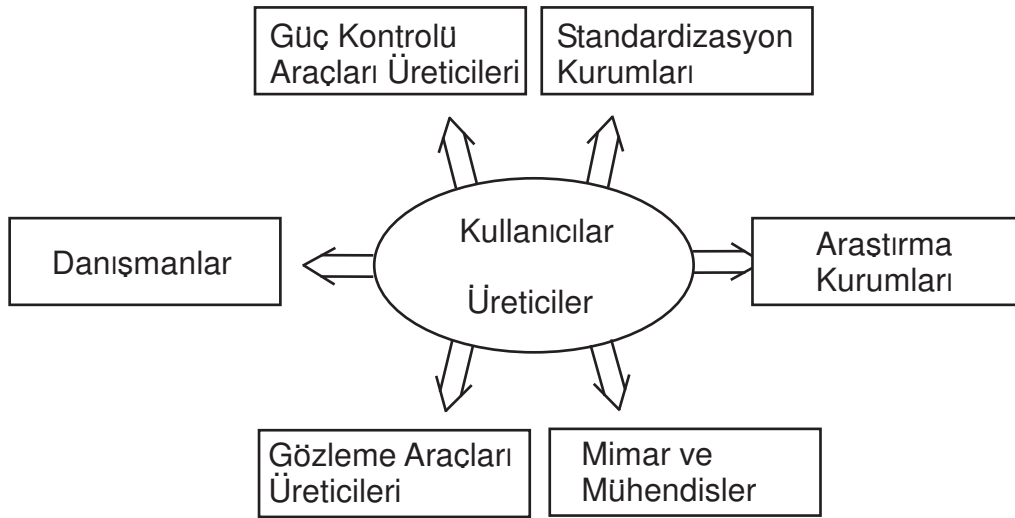 Güç Kontrolü
Araçları Üreticileri
Standardizasyon
Kurumları
Kullanıcılar
Üreticiler
Danışmanlar
Araştırma
Kurumları
Gözleme Araçları
Üreticileri
Mimar ve
Mühendisler